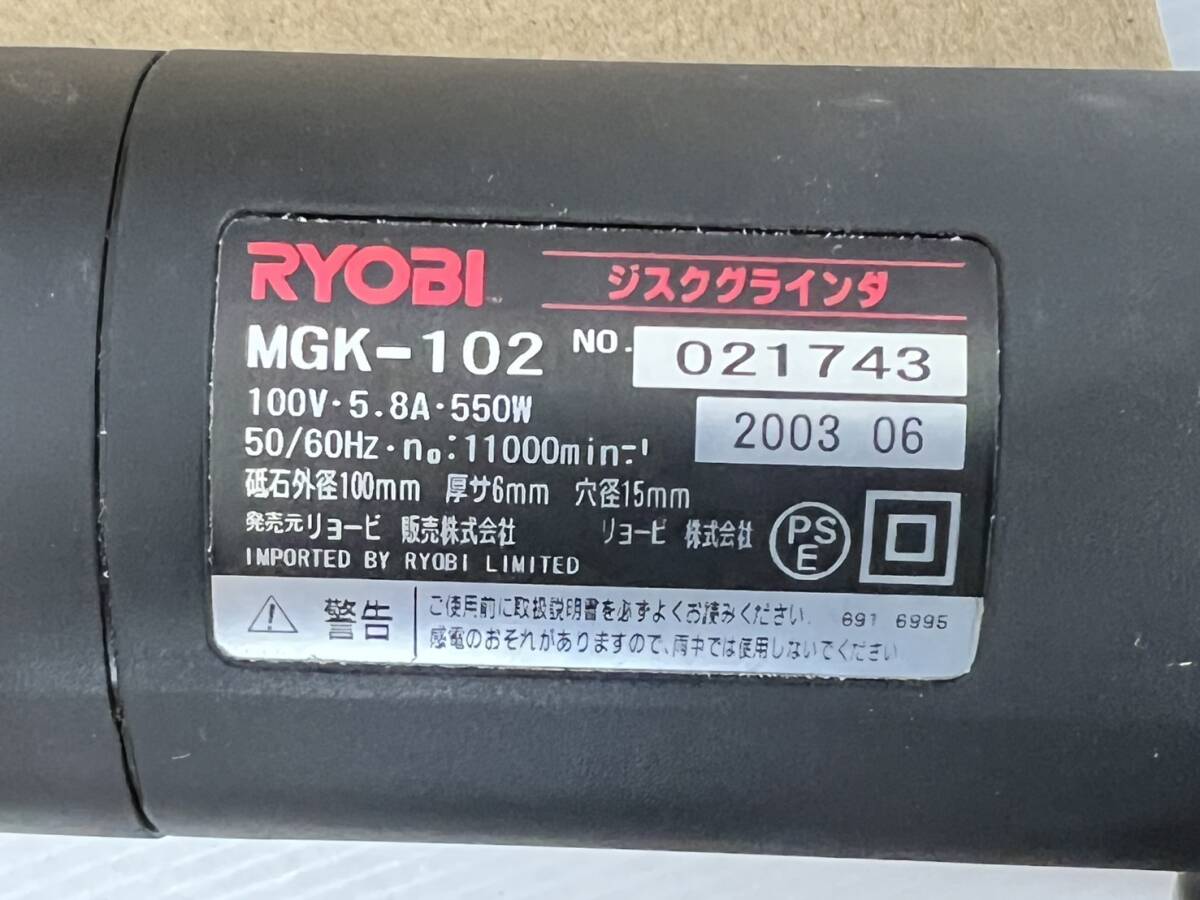 RYOBI ジスクグラインダ
MGK-102 NO. 021743
100V・5.8A・550W
2003 06
50/60Hz・n₀:11000min⁻¹
砥石外径100mm 厚サ6mm 穴径15mm
発売元リョービ 販売株式会社 リョービ 株式会社
IMPORTED BY RYOBI LIMITED
PS
E
警告
ご使用前に取扱説明書を必ずよくお読みください. 691 6995
感電のおそれがありますので、雨中では使用しないでください